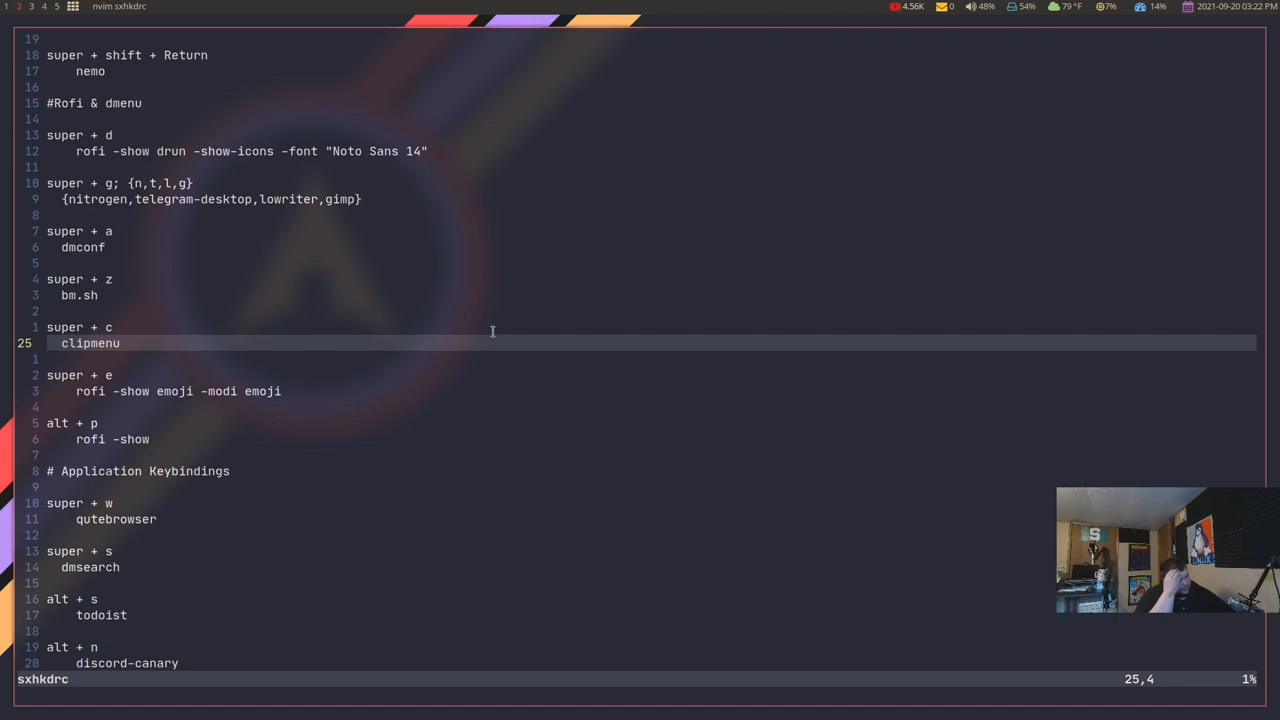 1 2 3 4 5 nvim sxhkdrc 4.56K 0 48% 54% 79 °F 7% 14% 2021-09-20 03:22 PM
19
18 super + shift + Return
17 nemo
16
15 #Rofi & dmenu
14
13 super + d
12 rofi -show drun -show-icons -font "Noto Sans 14"
11
10 super + g; {n,t,l,g}
9 {nitrogen,telegram-desktop,lowriter,gimp}
8
7 super + a
6 dmconf
5
4 super + z
3 bm.sh
2
1 super + c
25 clipmenu
1
2 super + e
3 rofi -show emoji -modi emoji
4
5 alt + p
6 rofi -show
7
8 # Application Keybindings
9
10 super + w
11 qutebrowser
12
13 super + s
14 dmsearch
15
16 alt + s
17 todoist
18
19 alt + n
20 discord-canary
sxhkdrc 25,4 1%
LINUX